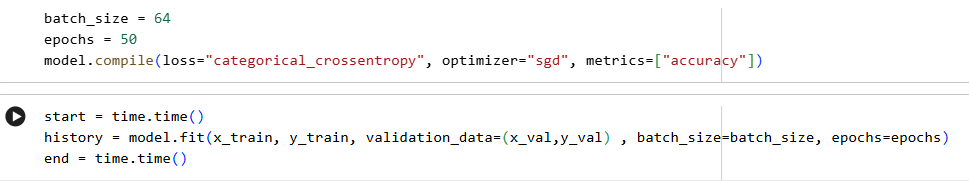 batch_size = 64
epochs = 50
model.compile(loss="categorical_crossentropy", optimizer="sgd", metrics=["accuracy"])
start = time.time()
history = model.fit(x_train, y_train, validation_data=(x_val,y_val) , batch_size=batch_size, epochs=epochs)
end = time.time()